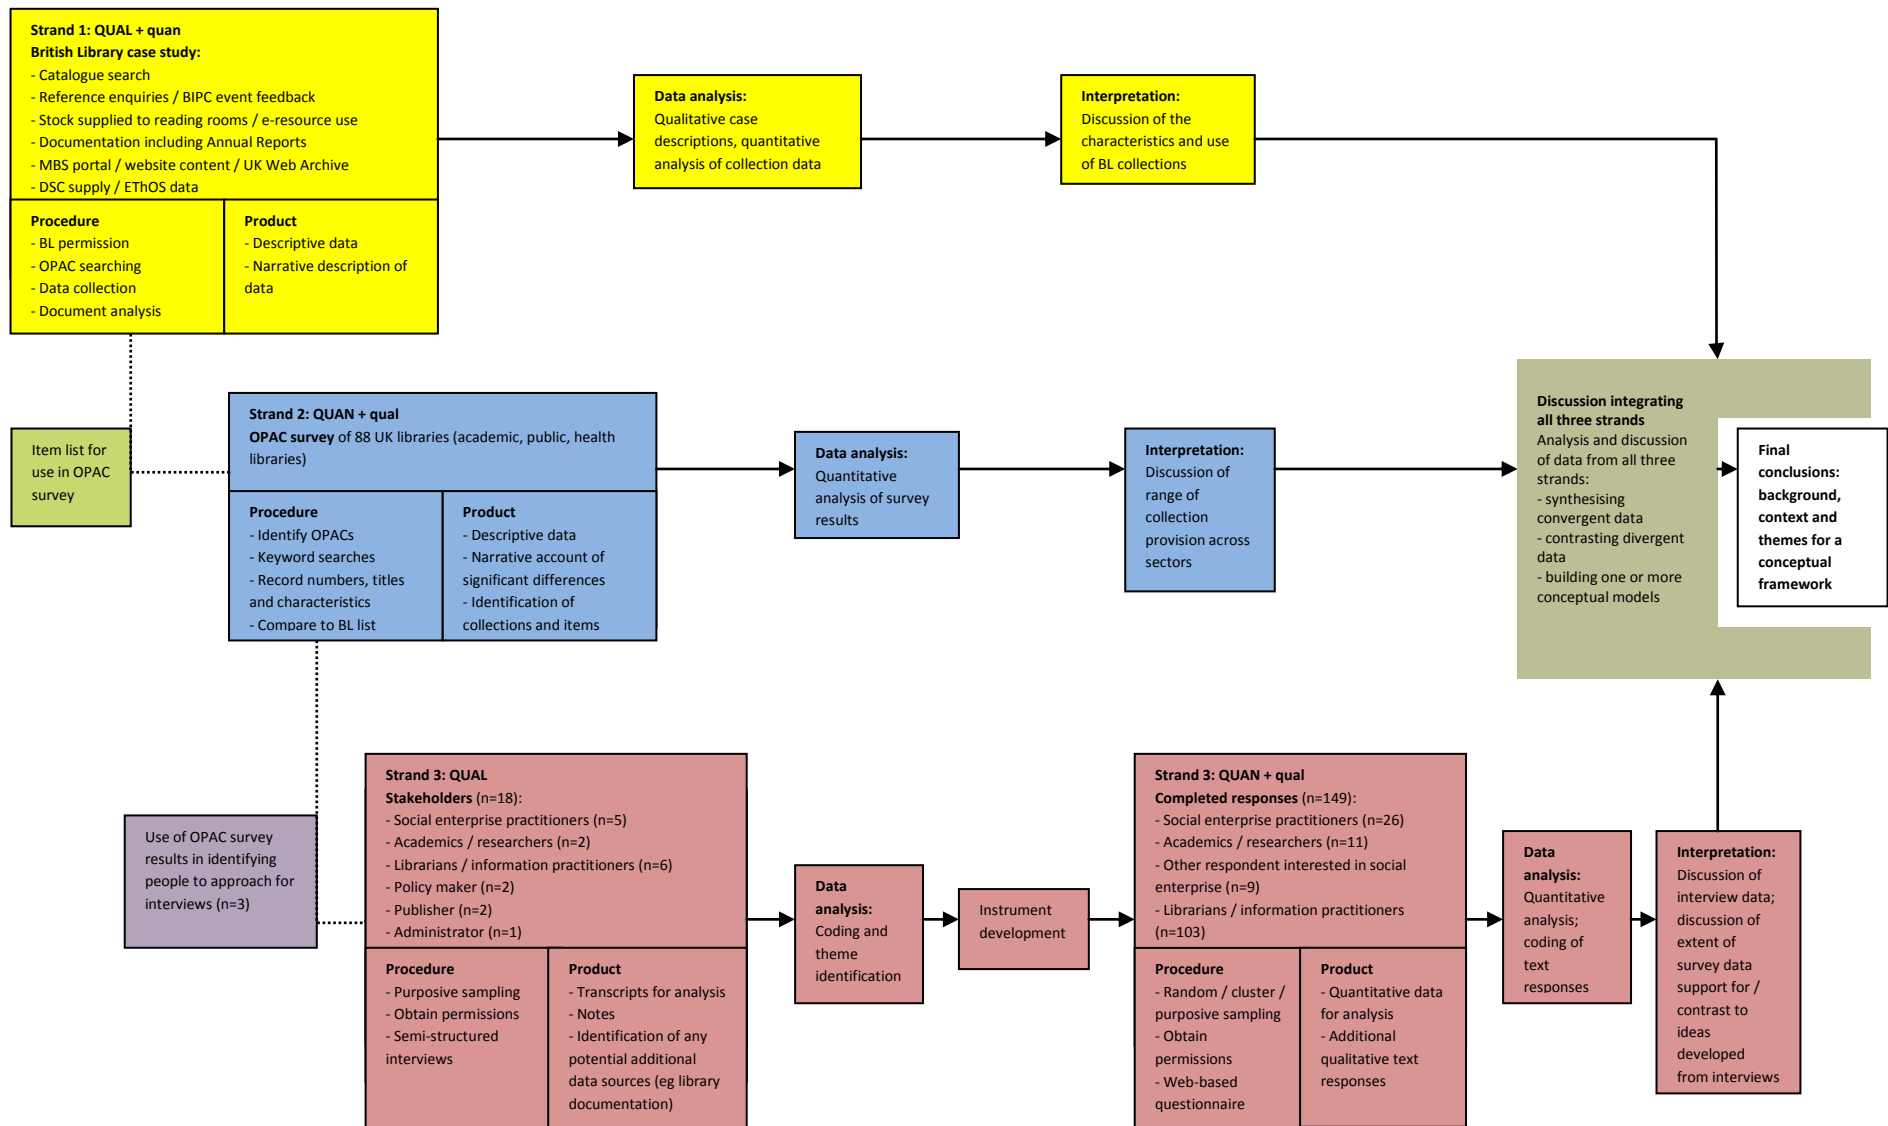 Strand 1: QUAL + quan
British Library case study:
- Catalogue search
- Reference enquiries / BIPC event feedback
- Stock supplied to reading rooms / e-resource use
- Documentation including Annual Reports
- MBS portal / website content / UK Web Archive
- DSC supply / EThOS data
Procedure
- BL permission
- OPAC searching
- Data collection
- Document analysis
Product
- Descriptive data
- Narrative description of
data
Data analysis:
Qualitative case
descriptions, quantitative
analysis of collection data
Interpretation:
Discussion of the
characteristics and use
of BL collections
Item list for
use in OPAC
survey
Strand 2: QUAN + qual
OPAC survey of 88 UK libraries (academic, public, health
libraries)
Procedure
- Identify OPACs
- Keyword searches
- Record numbers, titles
and characteristics
- Compare to BL list
Product
- Descriptive data
- Narrative account of
significant differences
- Identification of
collections and items
Data analysis:
Quantitative
analysis of survey
results
Interpretation:
Discussion of
range of
collection
provision across
sectors
Discussion integrating
all three strands
Analysis and discussion
of data from all three
strands:
- synthesising
convergent data
- contrasting divergent
data
- building one or more
conceptual models
Final
conclusions:
background,
context and
themes for a
conceptual
framework
Use of OPAC survey
results in identifying
people to approach for
interviews (n=3)
Strand 3: QUAL
Stakeholders (n=18):
- Social enterprise practitioners (n=5)
- Academics / researchers (n=2)
- Librarians / information practitioners (n=6)
- Policy maker (n=2)
- Publisher (n=2)
- Administrator (n=1)
Procedure
- Purposive sampling
- Obtain permissions
- Semi-structured
interviews
Product
- Transcripts for analysis
- Notes
- Identification of any
potential additional
data sources (eg library
documentation)
Data
analysis:
Coding and
theme
identification
Instrument
development
Strand 3: QUAN + qual
Completed responses (n=149):
- Social enterprise practitioners (n=26)
- Academics / researchers (n=11)
- Other respondent interested in social
enterprise (n=9)
- Librarians / information practitioners
(n=103)
Procedure
- Random / cluster /
purposive sampling
- Obtain
permissions
- Web-based
questionnaire
Product
- Quantitative data
for analysis
- Additional
qualitative text
responses
Data
analysis:
Quantitative
analysis;
coding of
text
responses
Interpretation:
Discussion of
interview data;
discussion of
extent of
survey data
support for /
contrast to
ideas
developed
from interviews